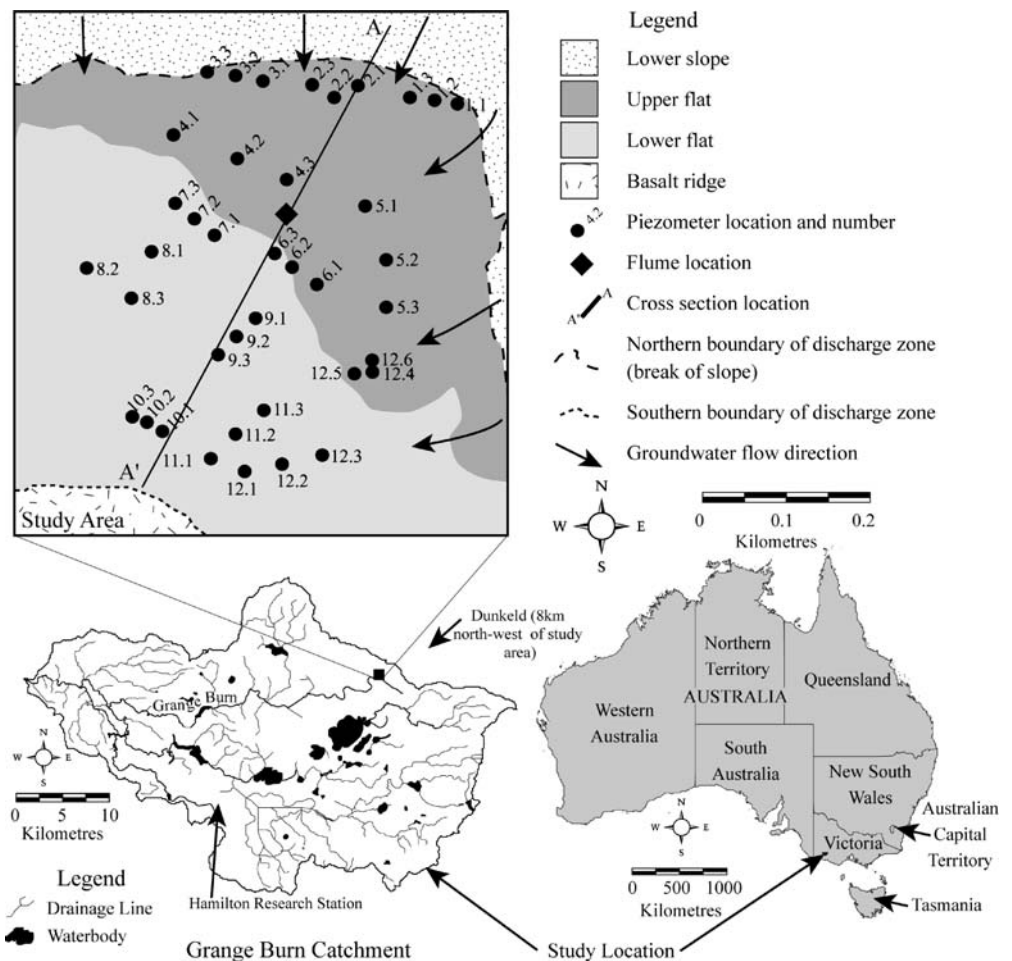 A
3.3
3.2
3.1
2.3
2.2
2.1
1.3
1.2
1.1
4.1
4.2
4.3
5.1
5.2
5.3
7.3
7.2
7.1
6.3
6.2
6.1
8.1
8.2
8.3
9.1
9.2
9.3
12.6
12.5
12.4
10.3
10.2
10.1
11.3
11.2
11.1
12.3
12.2
12.1
A'
Study Area
Legend
Lower slope
Upper flat
Lower flat
Basalt ridge
4.2
Piezometer location and number
Flume location
A
A'
Cross section location
Northern boundary of discharge zone
(break of slope)
Southern boundary of discharge zone
Groundwater flow direction
N
W
E
S
0
0.1
0.2
Kilometres
Dunkeld (8km
north-west of study
area)
Grange Burn
N
W
E
S
0
5
10
Kilometres
Legend
Drainage Line
Waterbody
Hamilton Research Station
Grange Burn Catchment
Study Location
Northern
Territory
AUSTRALIA
Queensland
Western
Australia
South
Australia
New South
Wales
Australian
Capital
Territory
Victoria
Tasmania
N
W
E
S
0
500
1000
Kilometres